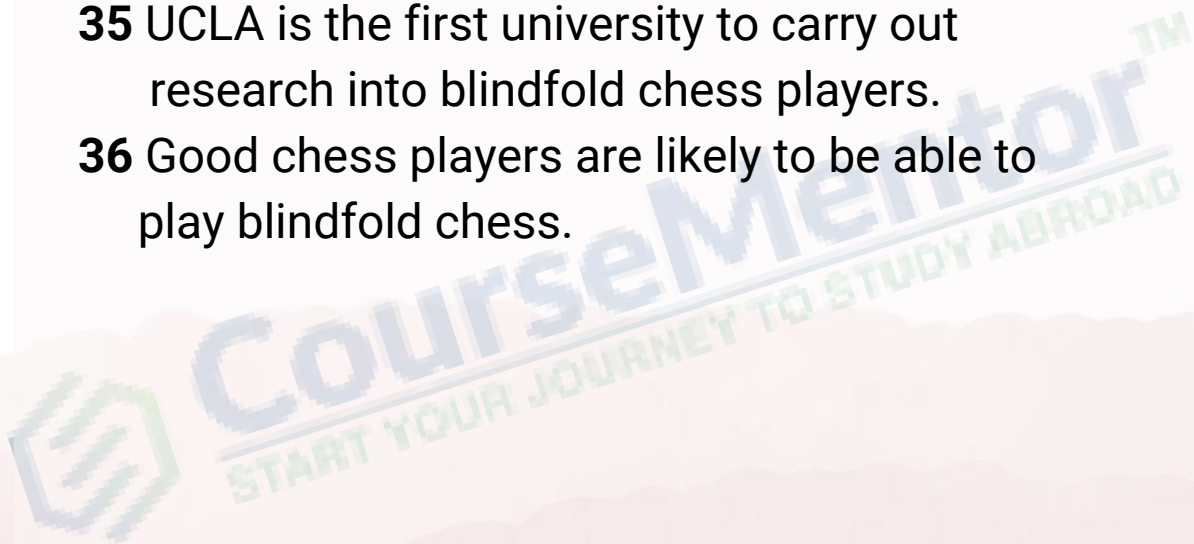 35 UCLA is the first university to carry out
research into blindfold chess players.
36 Good chess players are likely to be able to
play blindfold chess.
CourseMentor™
START YOUR JOURNEY TO STUDY ABROAD